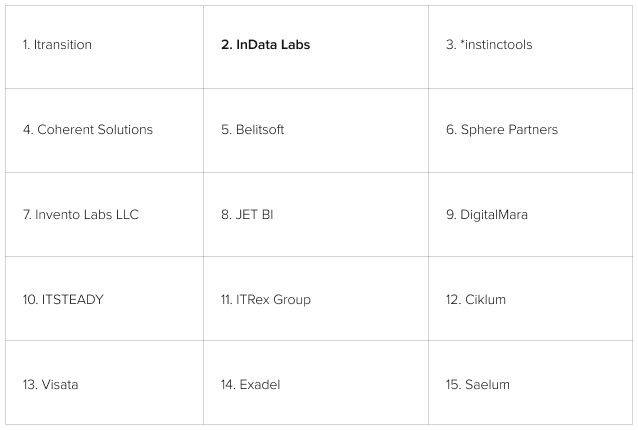 1. Itransition
2. InData Labs
3. *instinctools
4. Coherent Solutions
5. Belitsoft
6. Sphere Partners
7. Invento Labs LLC
8. JET BI
9. DigitalMara
10. ITSTEADY
11. ITRex Group
12. Ciklum
13. Visata
14. Exadel
15. Saelum